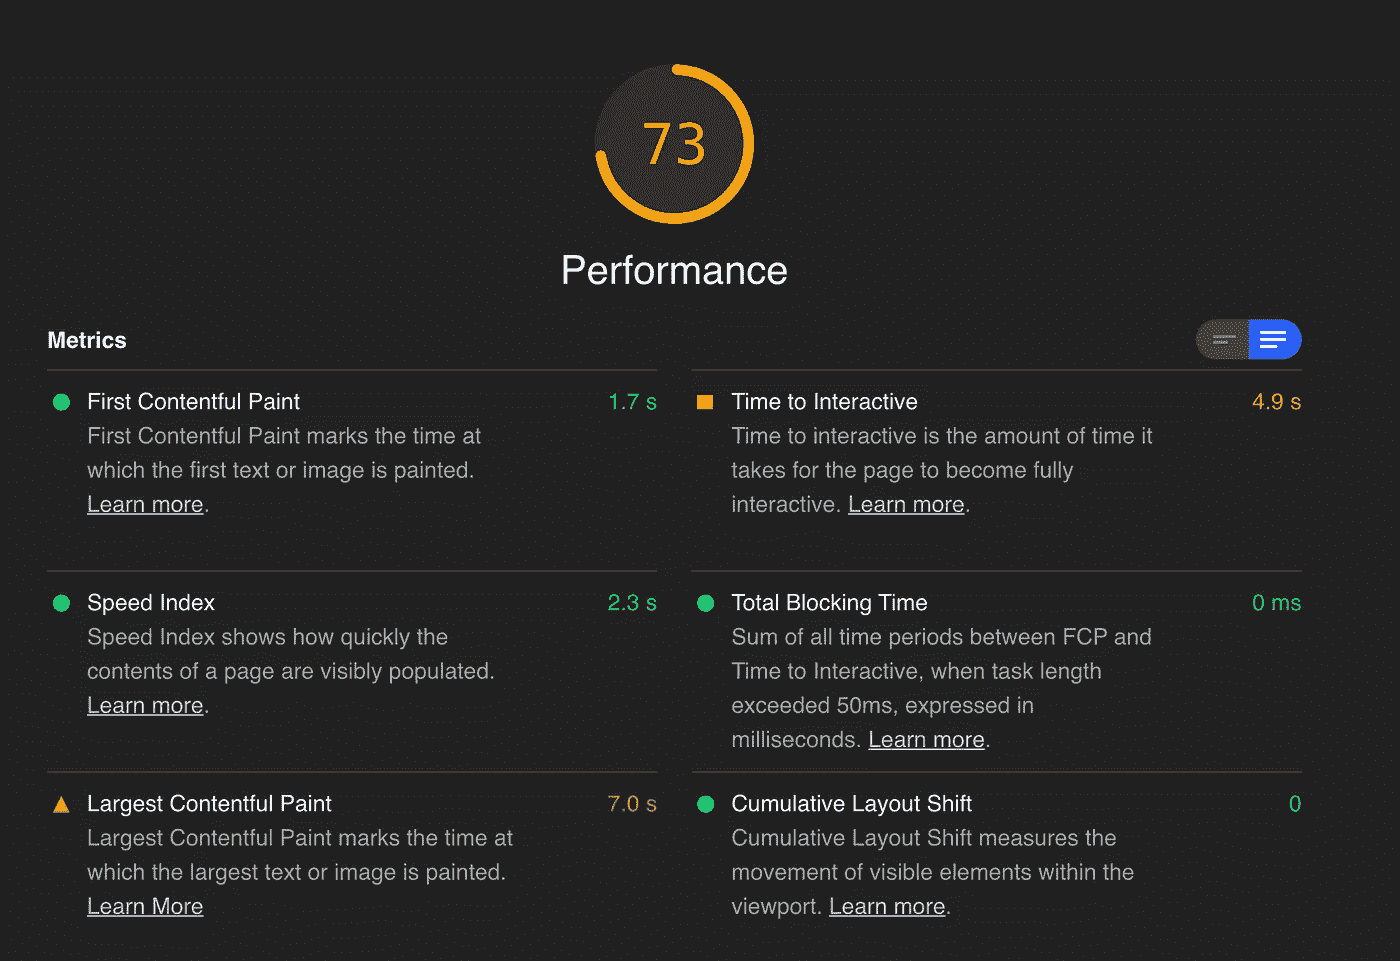 73
Performance
Metrics
First Contentful Paint 1.7 s
First Contentful Paint marks the time at
which the first text or image is painted.
Learn more.
Time to Interactive 4.9 s
Time to interactive is the amount of time it
takes for the page to become fully
interactive. Learn more.
Speed Index 2.3 s
Speed Index shows how quickly the
contents of a page are visibly populated.
Learn more.
Total Blocking Time 0 ms
Sum of all time periods between FCP and
Time to Interactive, when task length
exceeded 50ms, expressed in
milliseconds. Learn more.
Largest Contentful Paint 7.0 s
Largest Contentful Paint marks the time at
which the largest text or image is painted.
Learn More
Cumulative Layout Shift 0
Cumulative Layout Shift measures the
movement of visible elements within the
viewport. Learn more.